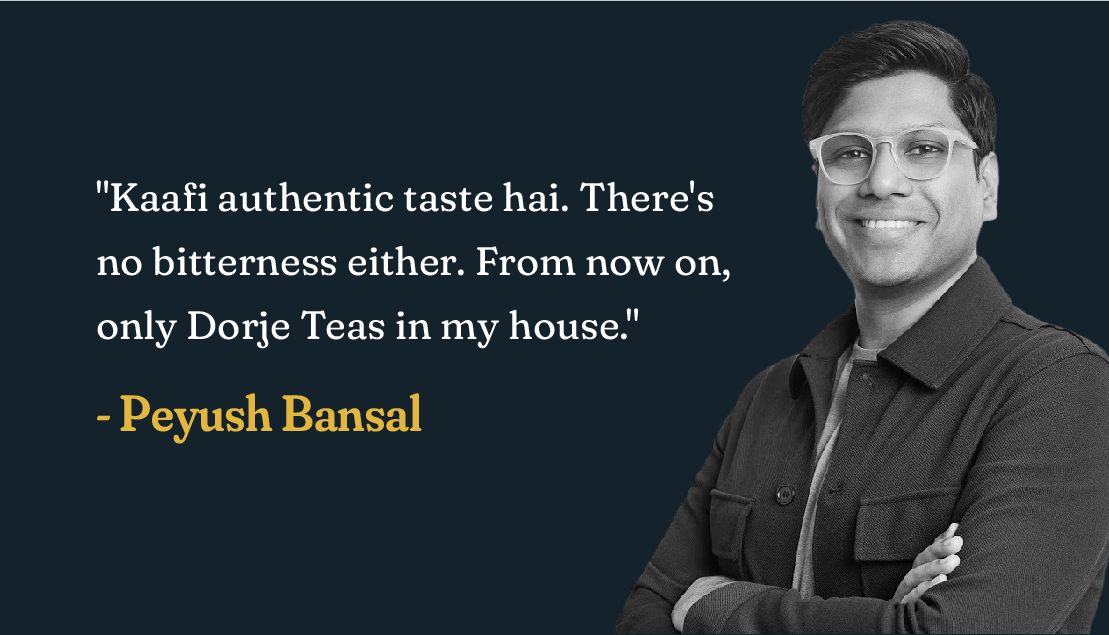 "Kaafi authentic taste hai. There's
no bitterness either. From now on,
only Dorje Teas in my house."
- Peyush Bansal